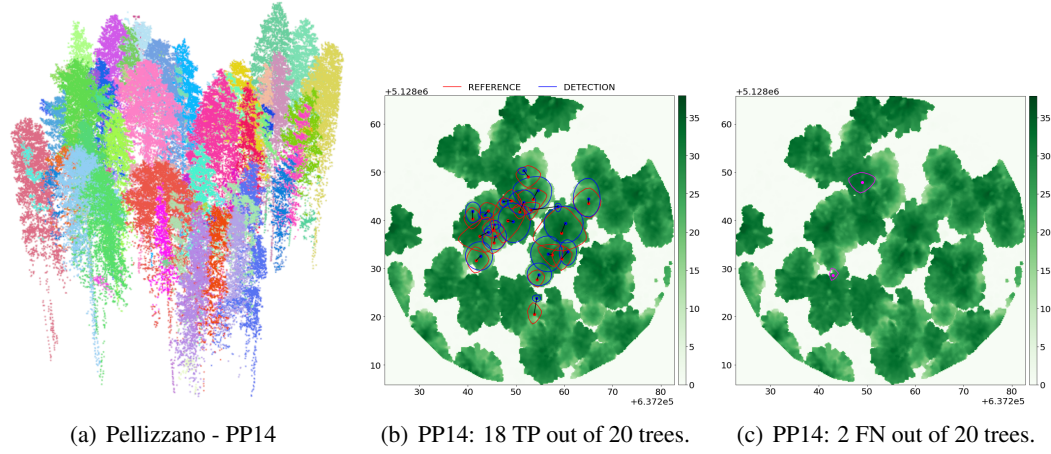 REFERENCE DETECTION
+5.128e6 +5.128e6
60 35 60 35
50 30 50 30
25 25
40 20 40 20
30 15 30 15
20 10 20 10
10 5 10 5
0 0
30 40 50 60 70 80 30 40 50 60 70 80
+6.372e5 +6.372e5
(a) Pellizzano - PP14 (b) PP14: 18 TP out of 20 trees. (c) PP14: 2 FN out of 20 trees.